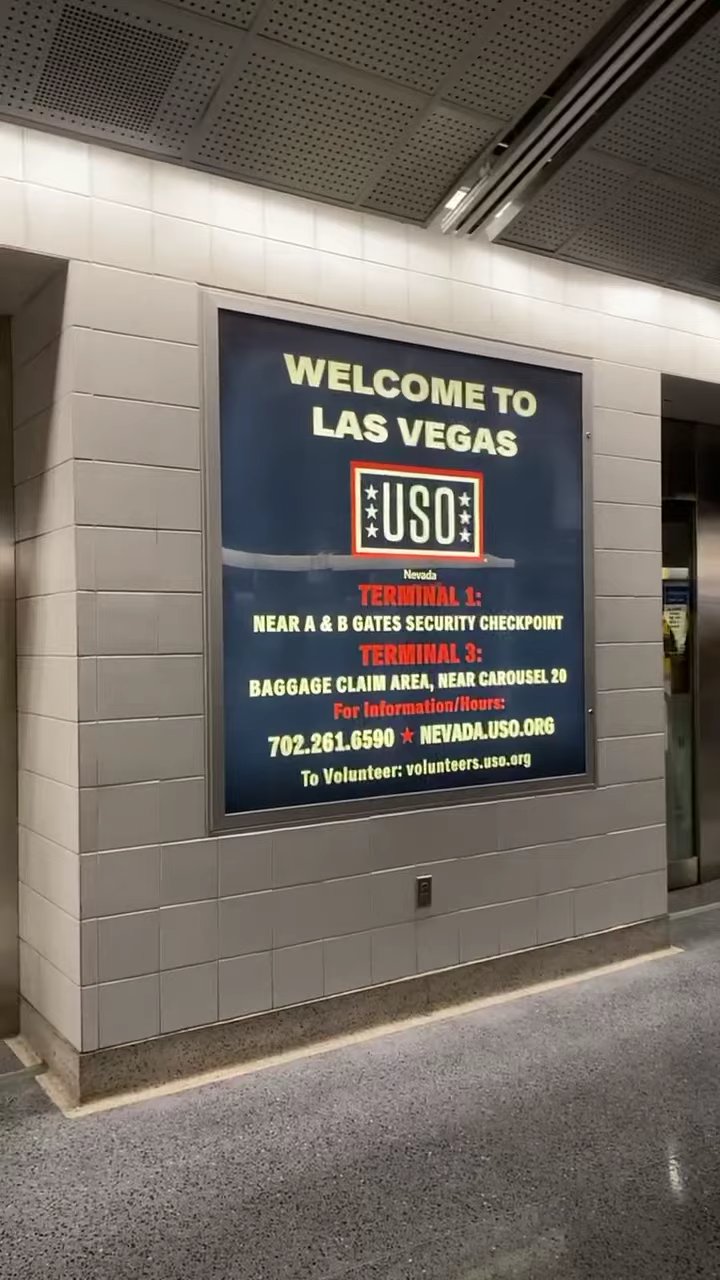 WELCOME TO
LAS VEGAS
USO
Nevada
TERMINAL 1:
NEAR A & B GATES SECURITY CHECKPOINT
TERMINAL 3:
BAGGAGE CLAIM AREA, NEAR CAROUSEL 20
For Information/Hours:
702.261.6590 ★ NEVADA.USO.ORG
To Volunteer: volunteers.uso.org